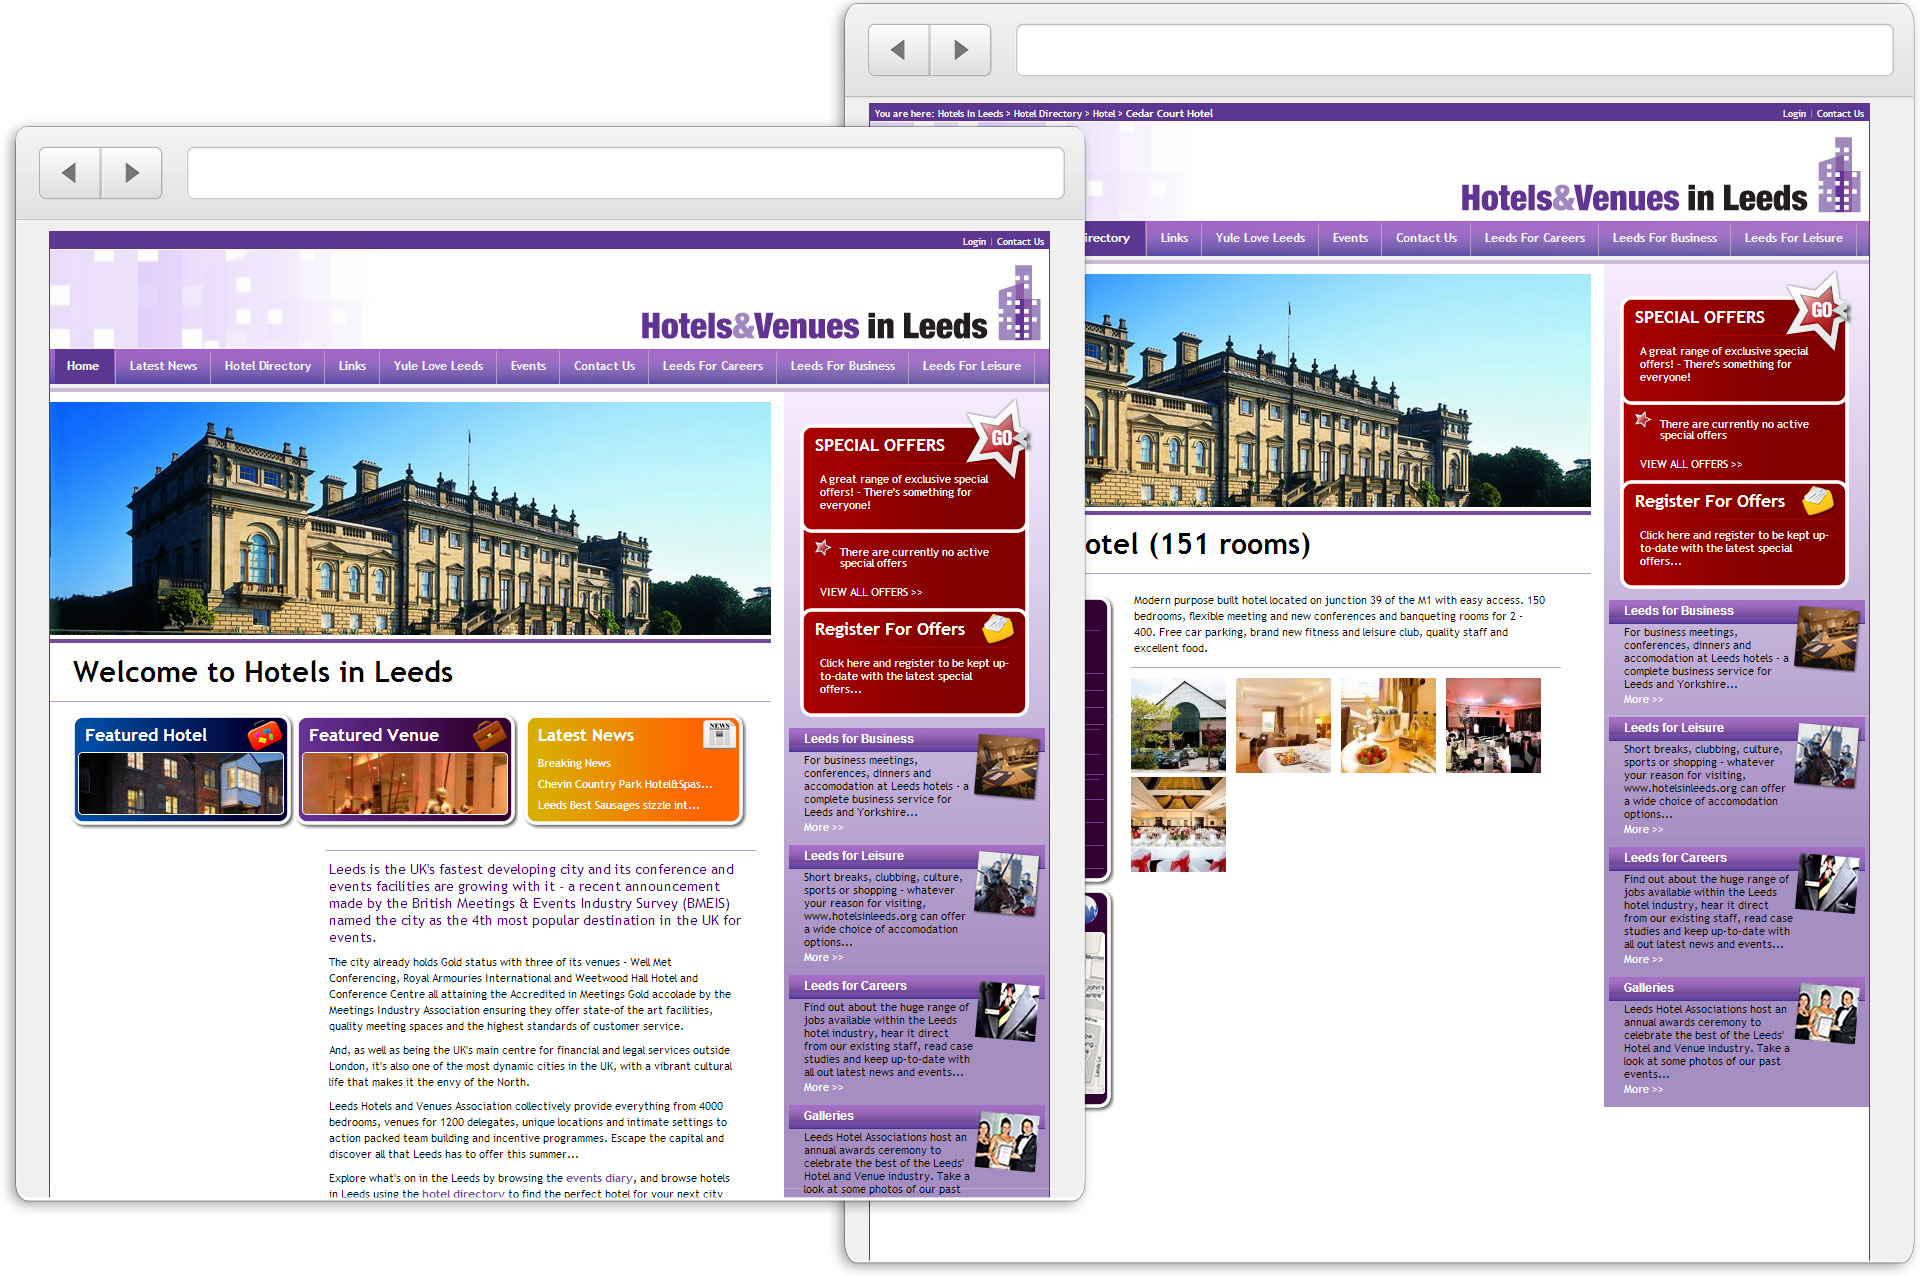 Login | Contact Us
Hotels&Venues in Leeds
Home
Latest News
Hotel Directory
Links
Yule Love Leeds
Events
Contact Us
Leeds For Careers
Leeds For Business
Leeds For Leisure
Welcome to Hotels in Leeds
Featured Hotel
Featured Venue
Latest News
NEWS
Breaking News
Chevin Country Park Hotel&Spas...
Leeds Best Sausages sizzle int...
Leeds is the UK's fastest developing city and its conference and
events facilities are growing with it - a recent announcement
made by the British Meetings & Events Industry Survey (BMEIS)
named the city as the 4th most popular destination in the UK for
events.
The city already holds Gold status with three of its venues - Well Met
Conferencing, Royal Armouries International and Weetwood Hall Hotel and
Conference Centre all attaining the Accredited in Meetings Gold accolade by the
Meetings Industry Association ensuring they offer state-of the art facilities,
quality meeting spaces and the highest standards of customer service.
And, as well as being the UK's main centre for financial and legal services outside
London, it's also one of the most dynamic cities in the UK, with a vibrant cultural
life that makes it the envy of the North.
Leeds Hotels and Venues Association collectively provide everything from 4000
bedrooms, venues for 1200 delegates, unique locations and intimate settings to
action packed team building and incentive programmes. Escape the capital and
discover all that Leeds has to offer this summer...
Explore what's on in the Leeds by browsing the events diary, and browse hotels
in Leeds using the hotel directory to find the perfect hotel for your next city
SPECIAL OFFERS
GO
A great range of exclusive special
offers! - There's something for
everyone!
There are currently no active
special offers
VIEW ALL OFFERS >>
Register For Offers
Click here and register to be kept up-
to-date with the latest special
offers...
Leeds for Business
For business meetings,
conferences, dinners and
accomodation at Leeds hotels - a
complete business service for
Leeds and Yorkshire...
More >>
Leeds for Leisure
Short breaks, clubbing, culture,
sports or shopping - whatever
your reason for visiting,
www.hotelsinleeds.org can offer
a wide choice of accomodation
options...
More >>
Leeds for Careers
Find out about the huge range of
jobs available within the Leeds
hotel industry, hear it direct
from our existing staff, read case
studies and keep up-to-date with
all out latest news and events...
More >>
Galleries
Leeds Hotel Associations host an
annual awards ceremony to
celebrate the best of the Leeds'
Hotel and Venue industry. Take a
look at some photos of our past
You are here: Hotels In Leeds > Hotel Directory > Hotel > Cedar Court Hotel
Login | Contact Us
Hotels&Venues in Leeds
irectory
Links
Yule Love Leeds
Events
Contact Us
Leeds For Careers
Leeds For Business
Leeds For Leisure
otel (151 rooms)
Modern purpose built hotel located on junction 39 of the M1 with easy access. 150
bedrooms, flexible meeting and new conferences and banqueting rooms for 2 -
400. Free car parking, brand new fitness and leisure club, quality staff and
excellent food.
SPECIAL OFFERS
GO
A great range of exclusive special
offers! - There's something for
everyone!
There are currently no active
special offers
VIEW ALL OFFERS >>
Register For Offers
Click here and register to be kept up-
to-date with the latest special
offers...
Leeds for Business
For business meetings,
conferences, dinners and
accomodation at Leeds hotels - a
complete business service for
Leeds and Yorkshire...
More >>
Leeds for Leisure
Short breaks, clubbing, culture,
sports or shopping - whatever
your reason for visiting,
www.hotelsinleeds.org can offer
a wide choice of accomodation
options...
More >>
Leeds for Careers
Find out about the huge range of
jobs available within the Leeds
hotel industry, hear it direct
from our existing staff, read case
studies and keep up-to-date with
all out latest news and events...
More >>
Galleries
Leeds Hotel Associations host an
annual awards ceremony to
celebrate the best of the Leeds'
Hotel and Venue industry. Take a
look at some photos of our past
events...
More >>